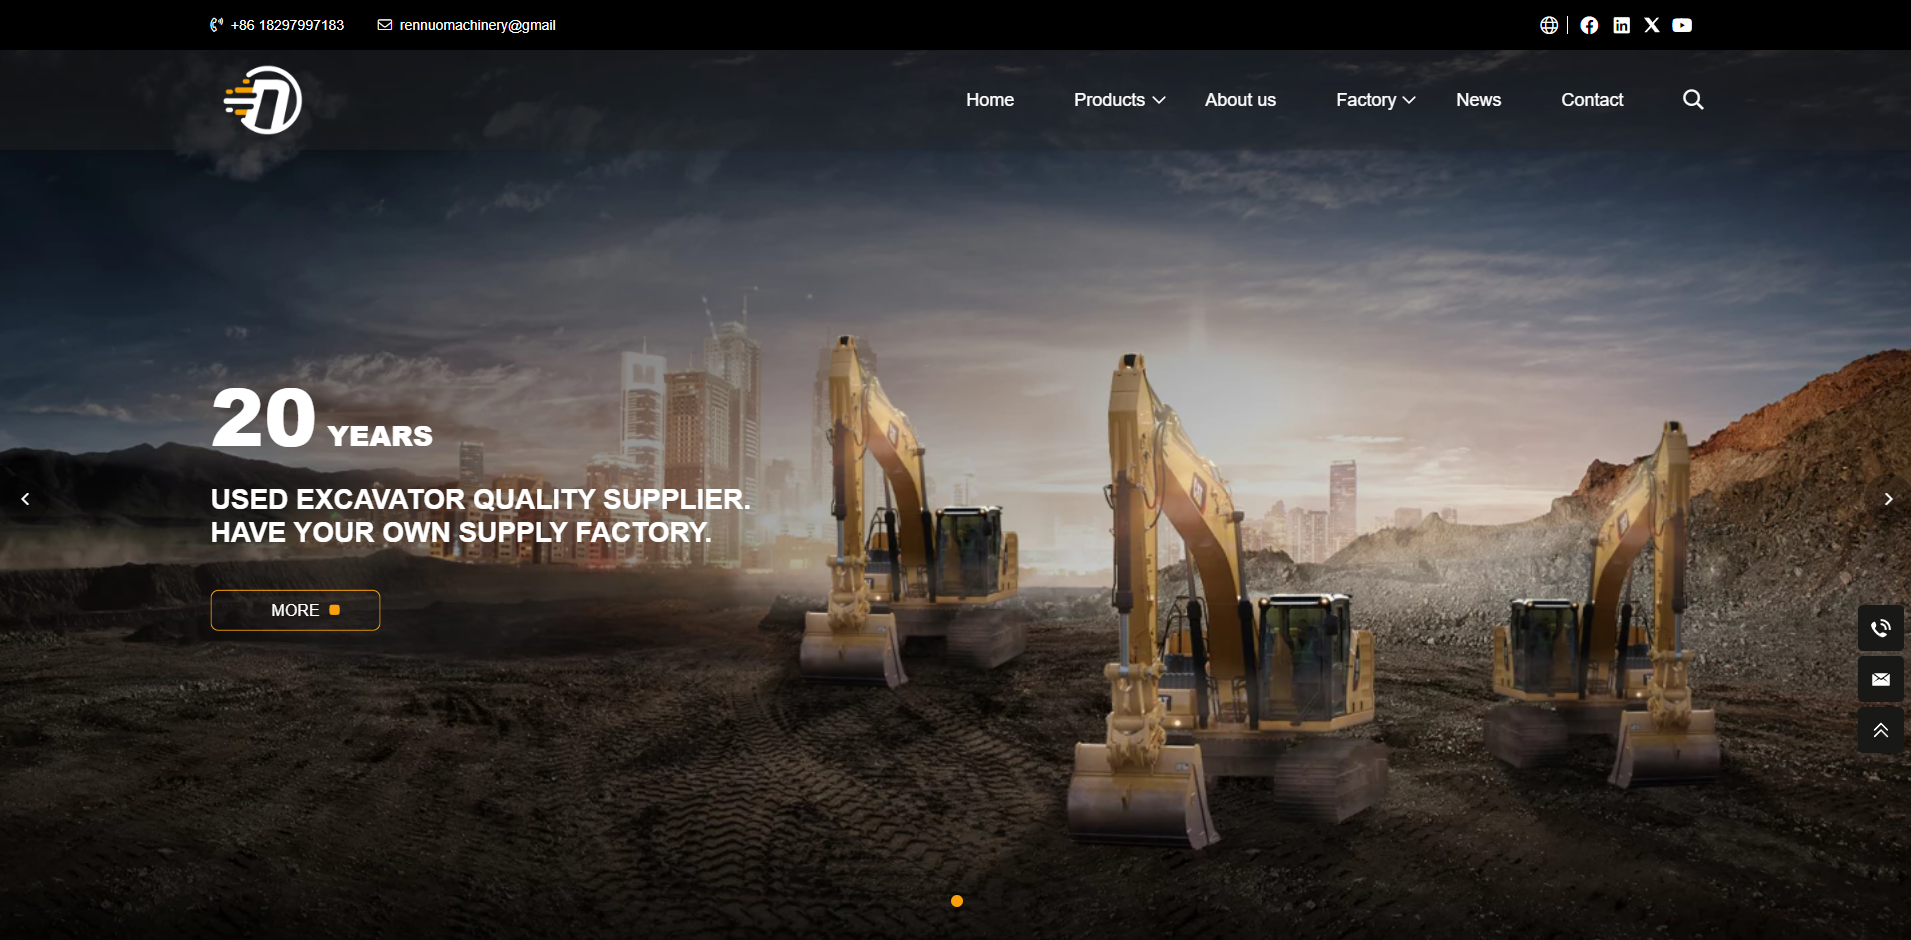 +86 18297997183
rennuomachinery@gmail
Home
Products
About us
Factory
News
Contact
20 YEARS
USED EXCAVATOR QUALITY SUPPLIER.
HAVE YOUR OWN SUPPLY FACTORY.
MORE